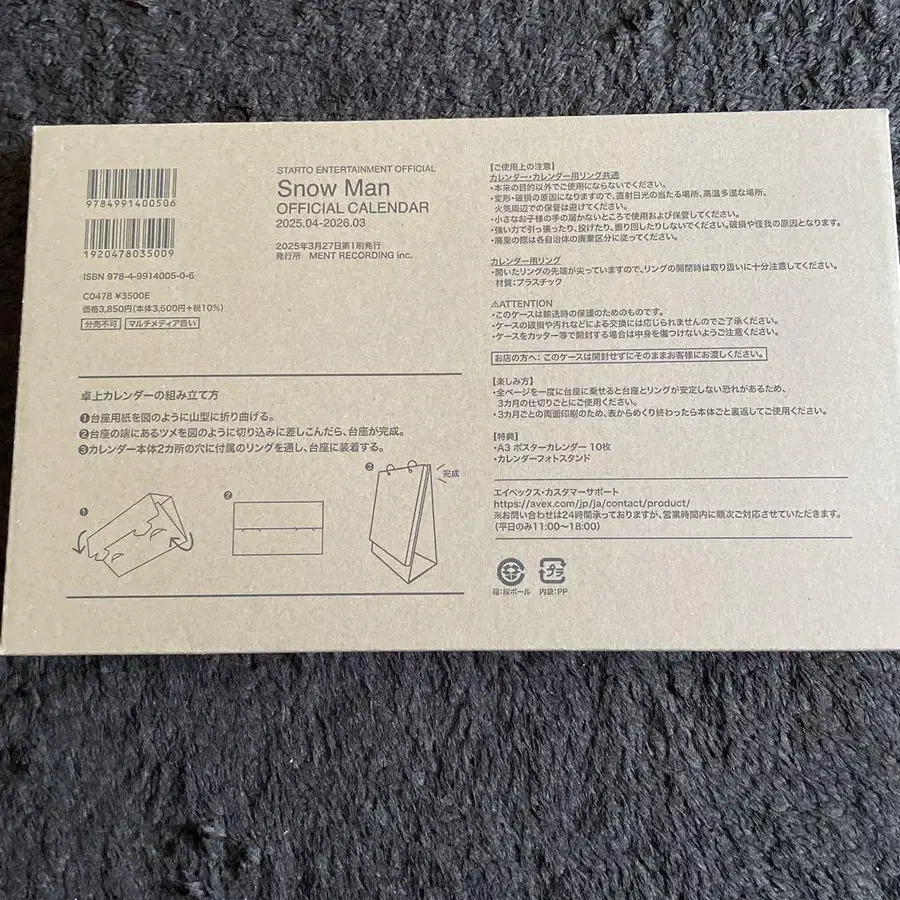 9784991400506
1920478035009
ISBN 978-4-9914005-0-6
C0478 ¥3500E
価格3,850円(本体3,500円+税10%)
分売不可 マルチメディア扱い
STARTO ENTERTAINMENT OFFICIAL
Snow Man
OFFICIAL CALENDAR
2025.04-2026.03
2025年3月27日第1刷発行
発行所 MENT RECORDING inc.
卓上カレンダーの組み立て方
❶台座用紙を図のように山型に折り曲げる。
❷台座の端にあるツメを図のように切り込みに差しこんだら、台座が完成。
❸カレンダー本体2カ所の穴に付属のリングを通し、台座に装着する。
❶
❷
❸
完成
【ご使用上の注意】
カレンダー・カレンダー用リング共通
・本来の目的以外でご使用にならないでください。
・変形・破損の原因になりますので、直射日光の当たる場所、高温多湿な場所、
火気周辺での保管は避けてください。
・小さなお子様の手の届かないところで使用および保管してください。
・強い力で引っ張ったり、投げたり、振り回したりしないでください。破損や怪我の原因となります。
・廃棄の際は各自治体の廃棄区分に従ってください。
カレンダー用リング
・開いたリングの先端が尖っていますので、リングの開閉時は取り扱いに十分注意してください。
材質:プラスチック
⚠ATTENTION
・このケースは輸送時の保護のためのものです。
・ケースの破損や汚れなどによる交換には応じられませんのでご了承ください。
・ケースをカッター等で開封する場合は中身を傷つけないようご注意ください。
お店の方へ:このケースは開封せずにそのままお客様にお渡しください。
【楽しみ方】
・全ページを一度に台座に乗せると台座とリングが安定しない恐れがあるため、
3カ月の仕切りごとにご使用ください。
・3カ月ごとの両面印刷のため、表からめくり終わったら本体ごと裏返してご使用ください。
【特典】
・A3 ポスターカレンダー 10枚
・カレンダーフォトスタンド
エイベックス・カスタマーサポート
https://avex.com/jp/ja/contact/product/
※お問い合わせは24時間承っておりますが、営業時間内に順次ご対応させていただきます。
(平日のみ11:00〜18:00)
プラ
箱:段ボール 内袋:PP